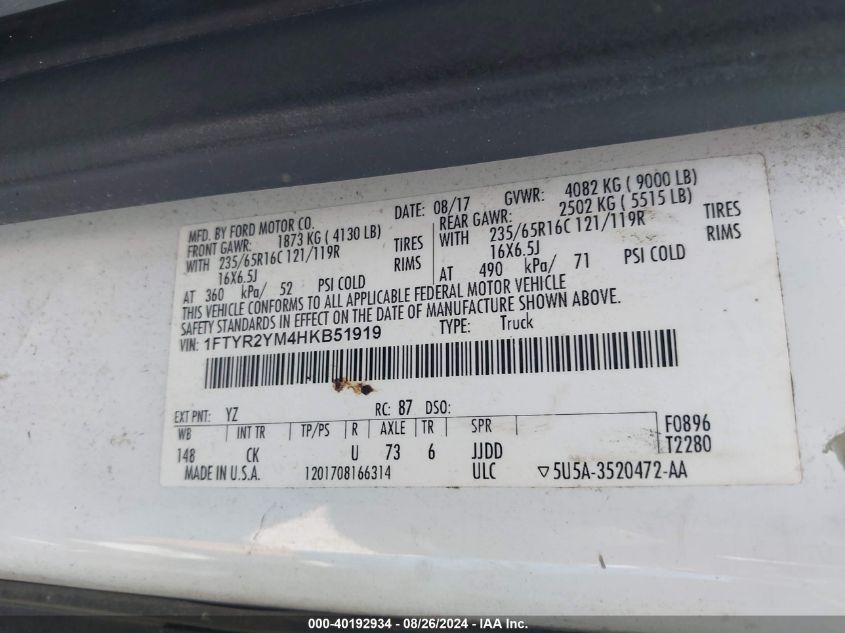 MFD. BY FORD MOTOR CO. DATE: 08/17 GVWR: 4082 KG ( 9000 LB)
FRONT GAWR: 1873 KG ( 4130 LB) REAR GAWR: 2502 KG ( 5515 LB)
WITH 235/65R16C 121/119R TIRES WITH 235/65R16C 121/119R TIRES
16X6.5J RIMS 16X6.5J RIMS
AT 360 kPa/ 52 PSI COLD AT 490 kPa/ 71 PSI COLD
THIS VEHICLE CONFORMS TO ALL APPLICABLE FEDERAL MOTOR VEHICLE
SAFETY STANDARDS IN EFFECT ON THE DATE OF MANUFACTURE SHOWN ABOVE.
VIN: 1FTYR2YM4HKB51919 TYPE: Truck
EXT PNT: YZ RC: 87 DSO:
WB INT TR TP/PS R AXLE TR SPR F0896
148 CK U 73 6 JJDD T2280
MADE IN U.S.A. 1201708166314 ULC ▽5U5A-3520472-AA
000-40192934 - 08/26/2024 - IAA Inc.